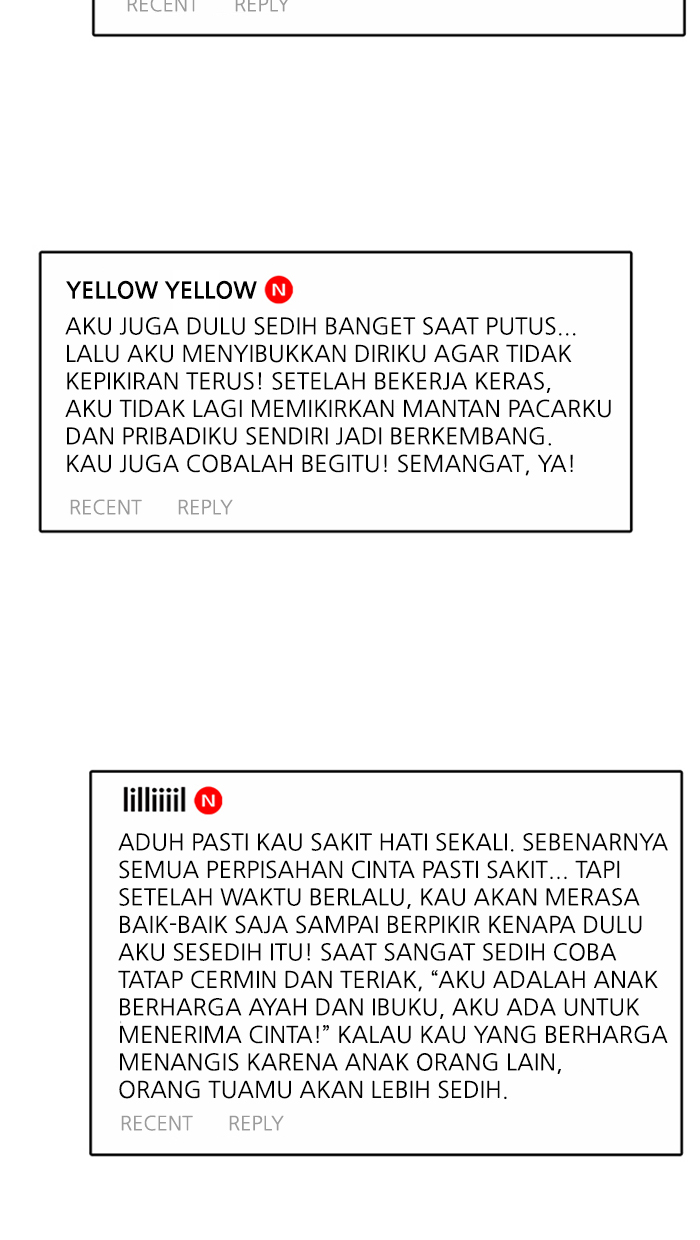 RECENT REPLY
YELLOW YELLOW N
AKU JUGA DULU SEDIH BANGET SAAT PUTUS...
LALU AKU MENYIBUKKAN DIRIKU AGAR TIDAK
KEPIKIRAN TERUS! SETELAH BEKERJA KERAS,
AKU TIDAK LAGI MEMIKIRKAN MANTAN PACARKU
DAN PRIBADIKU SENDIRI JADI BERKEMBANG.
KAU JUGA COBALAH BEGITU! SEMANGAT, YA!
RECENT REPLY
lilliiiil N
ADUH PASTI KAU SAKIT HATI SEKALI. SEBENARNYA
SEMUA PERPISAHAN CINTA PASTI SAKIT... TAPI
SETELAH WAKTU BERLALU, KAU AKAN MERASA
BAIK-BAIK SAJA SAMPAI BERPIKIR KENAPA DULU
AKU SESEDIH ITU! SAAT SANGAT SEDIH COBA
TATAP CERMIN DAN TERIAK, “AKU ADALAH ANAK
BERHARGA AYAH DAN IBUKU, AKU ADA UNTUK
MENERIMA CINTA!” KALAU KAU YANG BERHARGA
MENANGIS KARENA ANAK ORANG LAIN,
ORANG TUAMU AKAN LEBIH SEDIH.
RECENT REPLY